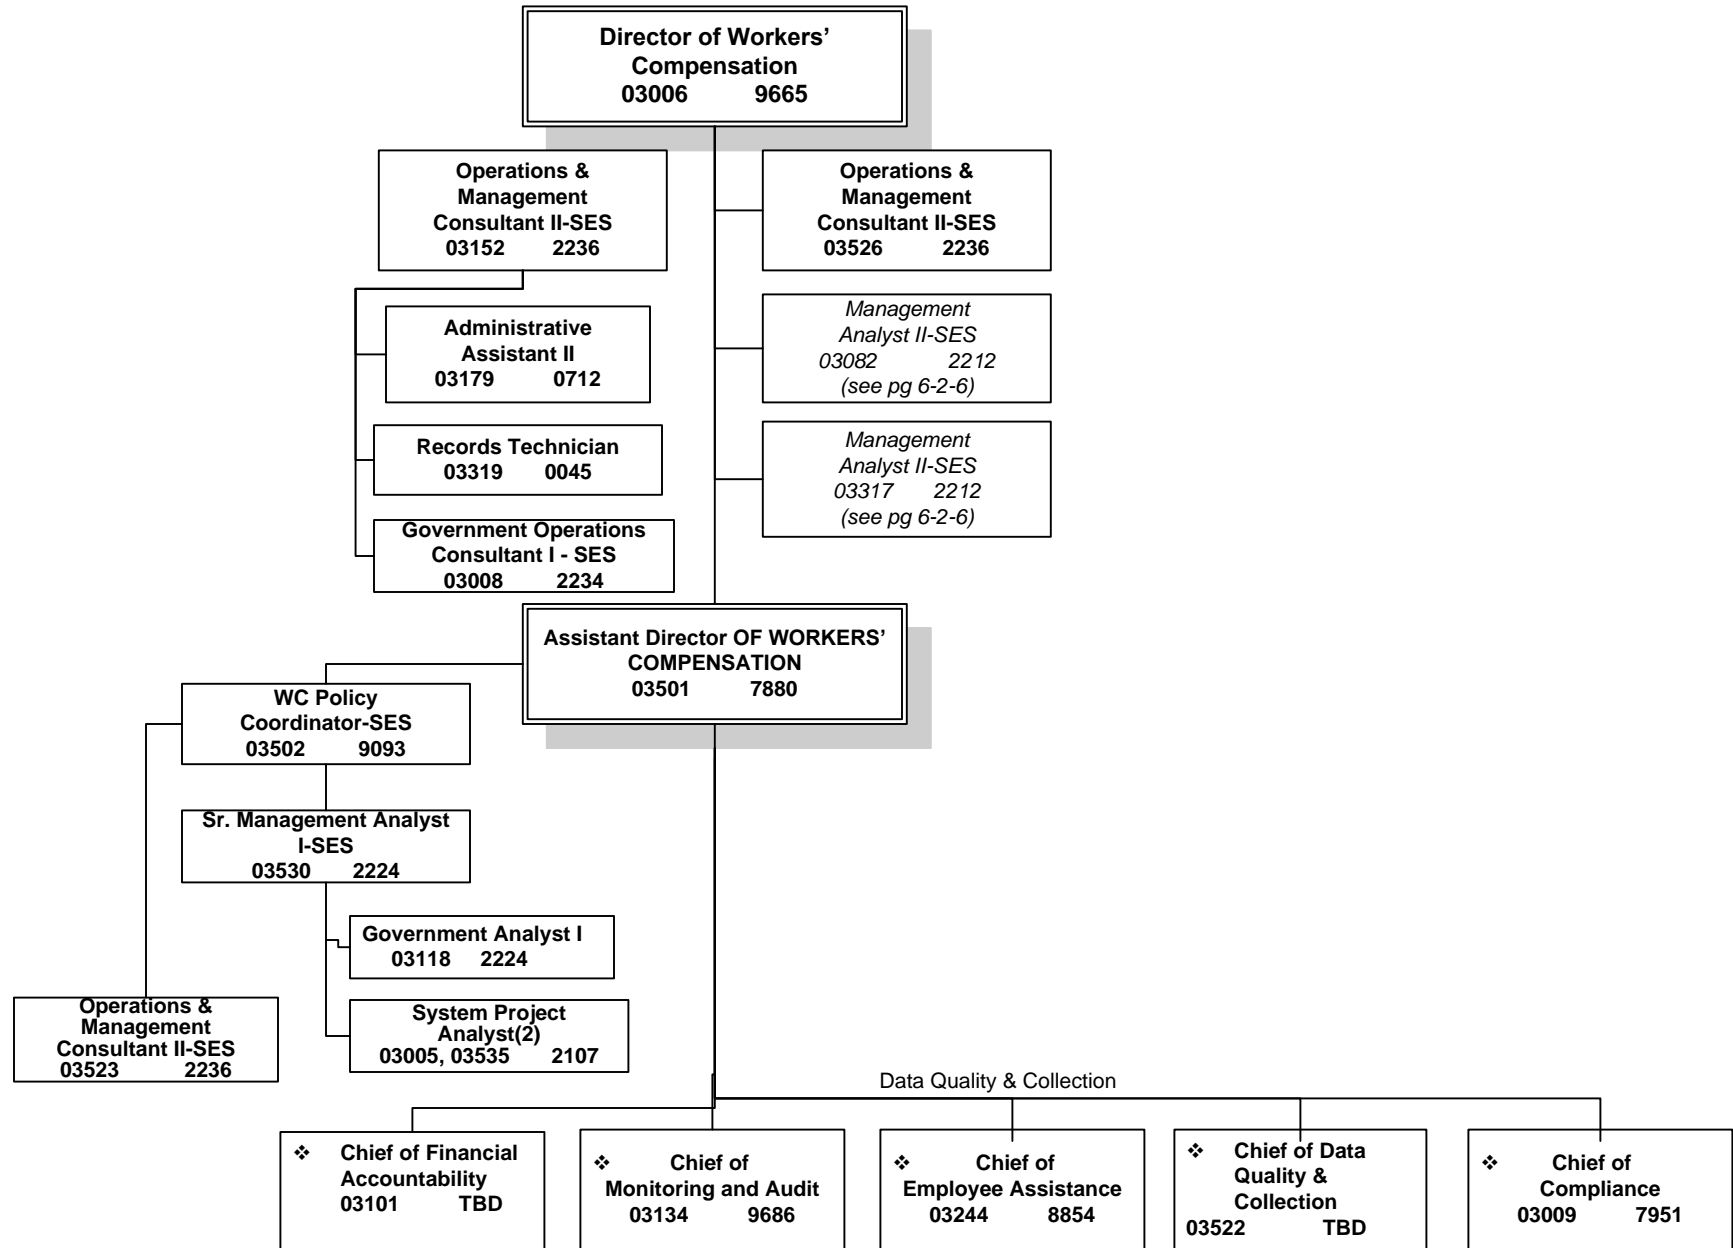 Director of Workers’
Compensation
03006 9665
Operations &
Management
Consultant II-SES
03152 2236
Operations &
Management
Consultant II-SES
03526 2236
Administrative
Assistant II
03179 0712
Management
Analyst II-SES
03082 2212
(see pg 6-2-6)
Records Technician
03319 0045
Management
Analyst II-SES
03317 2212
(see pg 6-2-6)
Government Operations
Consultant I - SES
03008 2234
Assistant Director OF WORKERS’
COMPENSATION
03501 7880
WC Policy
Coordinator-SES
03502 9093
Sr. Management Analyst
I-SES
03530 2224
Government Analyst I
03118 2224
Operations &
Management
Consultant II-SES
03523 2236
System Project
Analyst(2)
03005, 03535 2107
Data Quality & Collection
❖ Chief of Financial
Accountability
03101 TBD
❖ Chief of
Monitoring and Audit
03134 9686
❖ Chief of
Employee Assistance
03244 8854
❖ Chief of Data
Quality &
Collection
03522 TBD
❖ Chief of
Compliance
03009 7951